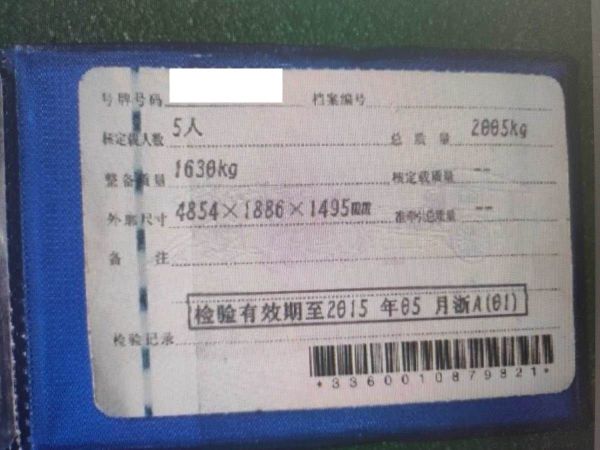 号牌号码 档案编号
核定载人数 5人 总质量 2005kg
整备质量 1630kg 核定载质量 --
外廓尺寸 4854×1886×1495mm 准牵引总质量 --
备注
检验有效期至2015 年05 月浙A(01)
检验记录
*3360010879821*